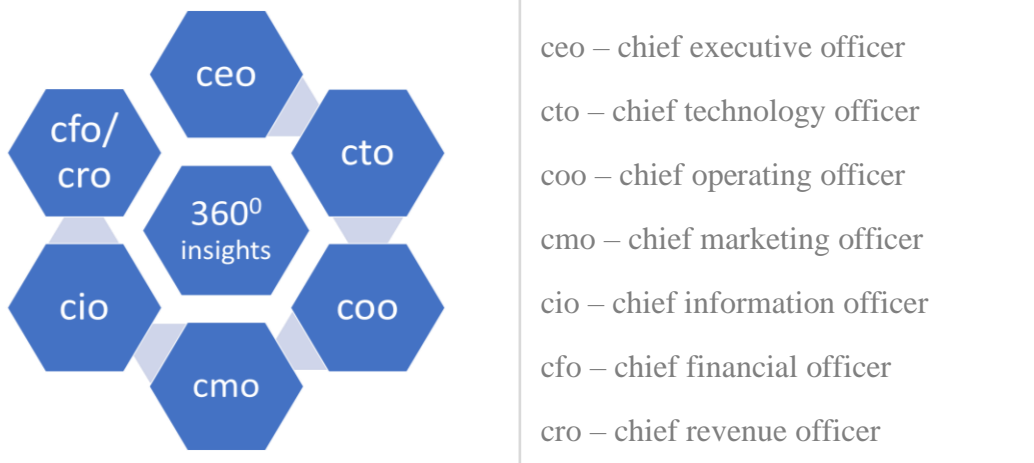 ceo
cfo/
cro
cto
360⁰
insights
cio
coo
cmo
ceo – chief executive officer
cto – chief technology officer
coo – chief operating officer
cmo – chief marketing officer
cio – chief information officer
cfo – chief financial officer
cro – chief revenue officer